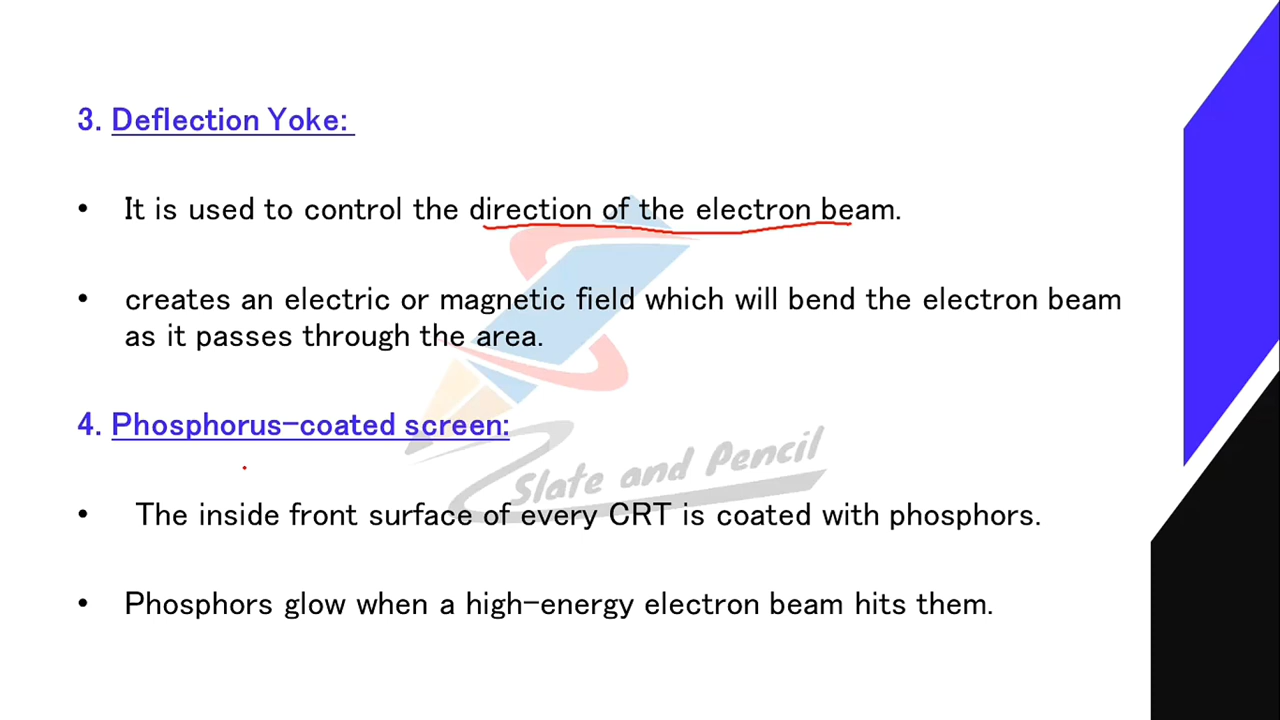 3. Deflection Yoke:
• It is used to control the direction of the electron beam.
• creates an electric or magnetic field which will bend the electron beam
as it passes through the area.
4. Phosphorus-coated screen:
Slate and Pencil
• The inside front surface of every CRT is coated with phosphors.
• Phosphors glow when a high-energy electron beam hits them.